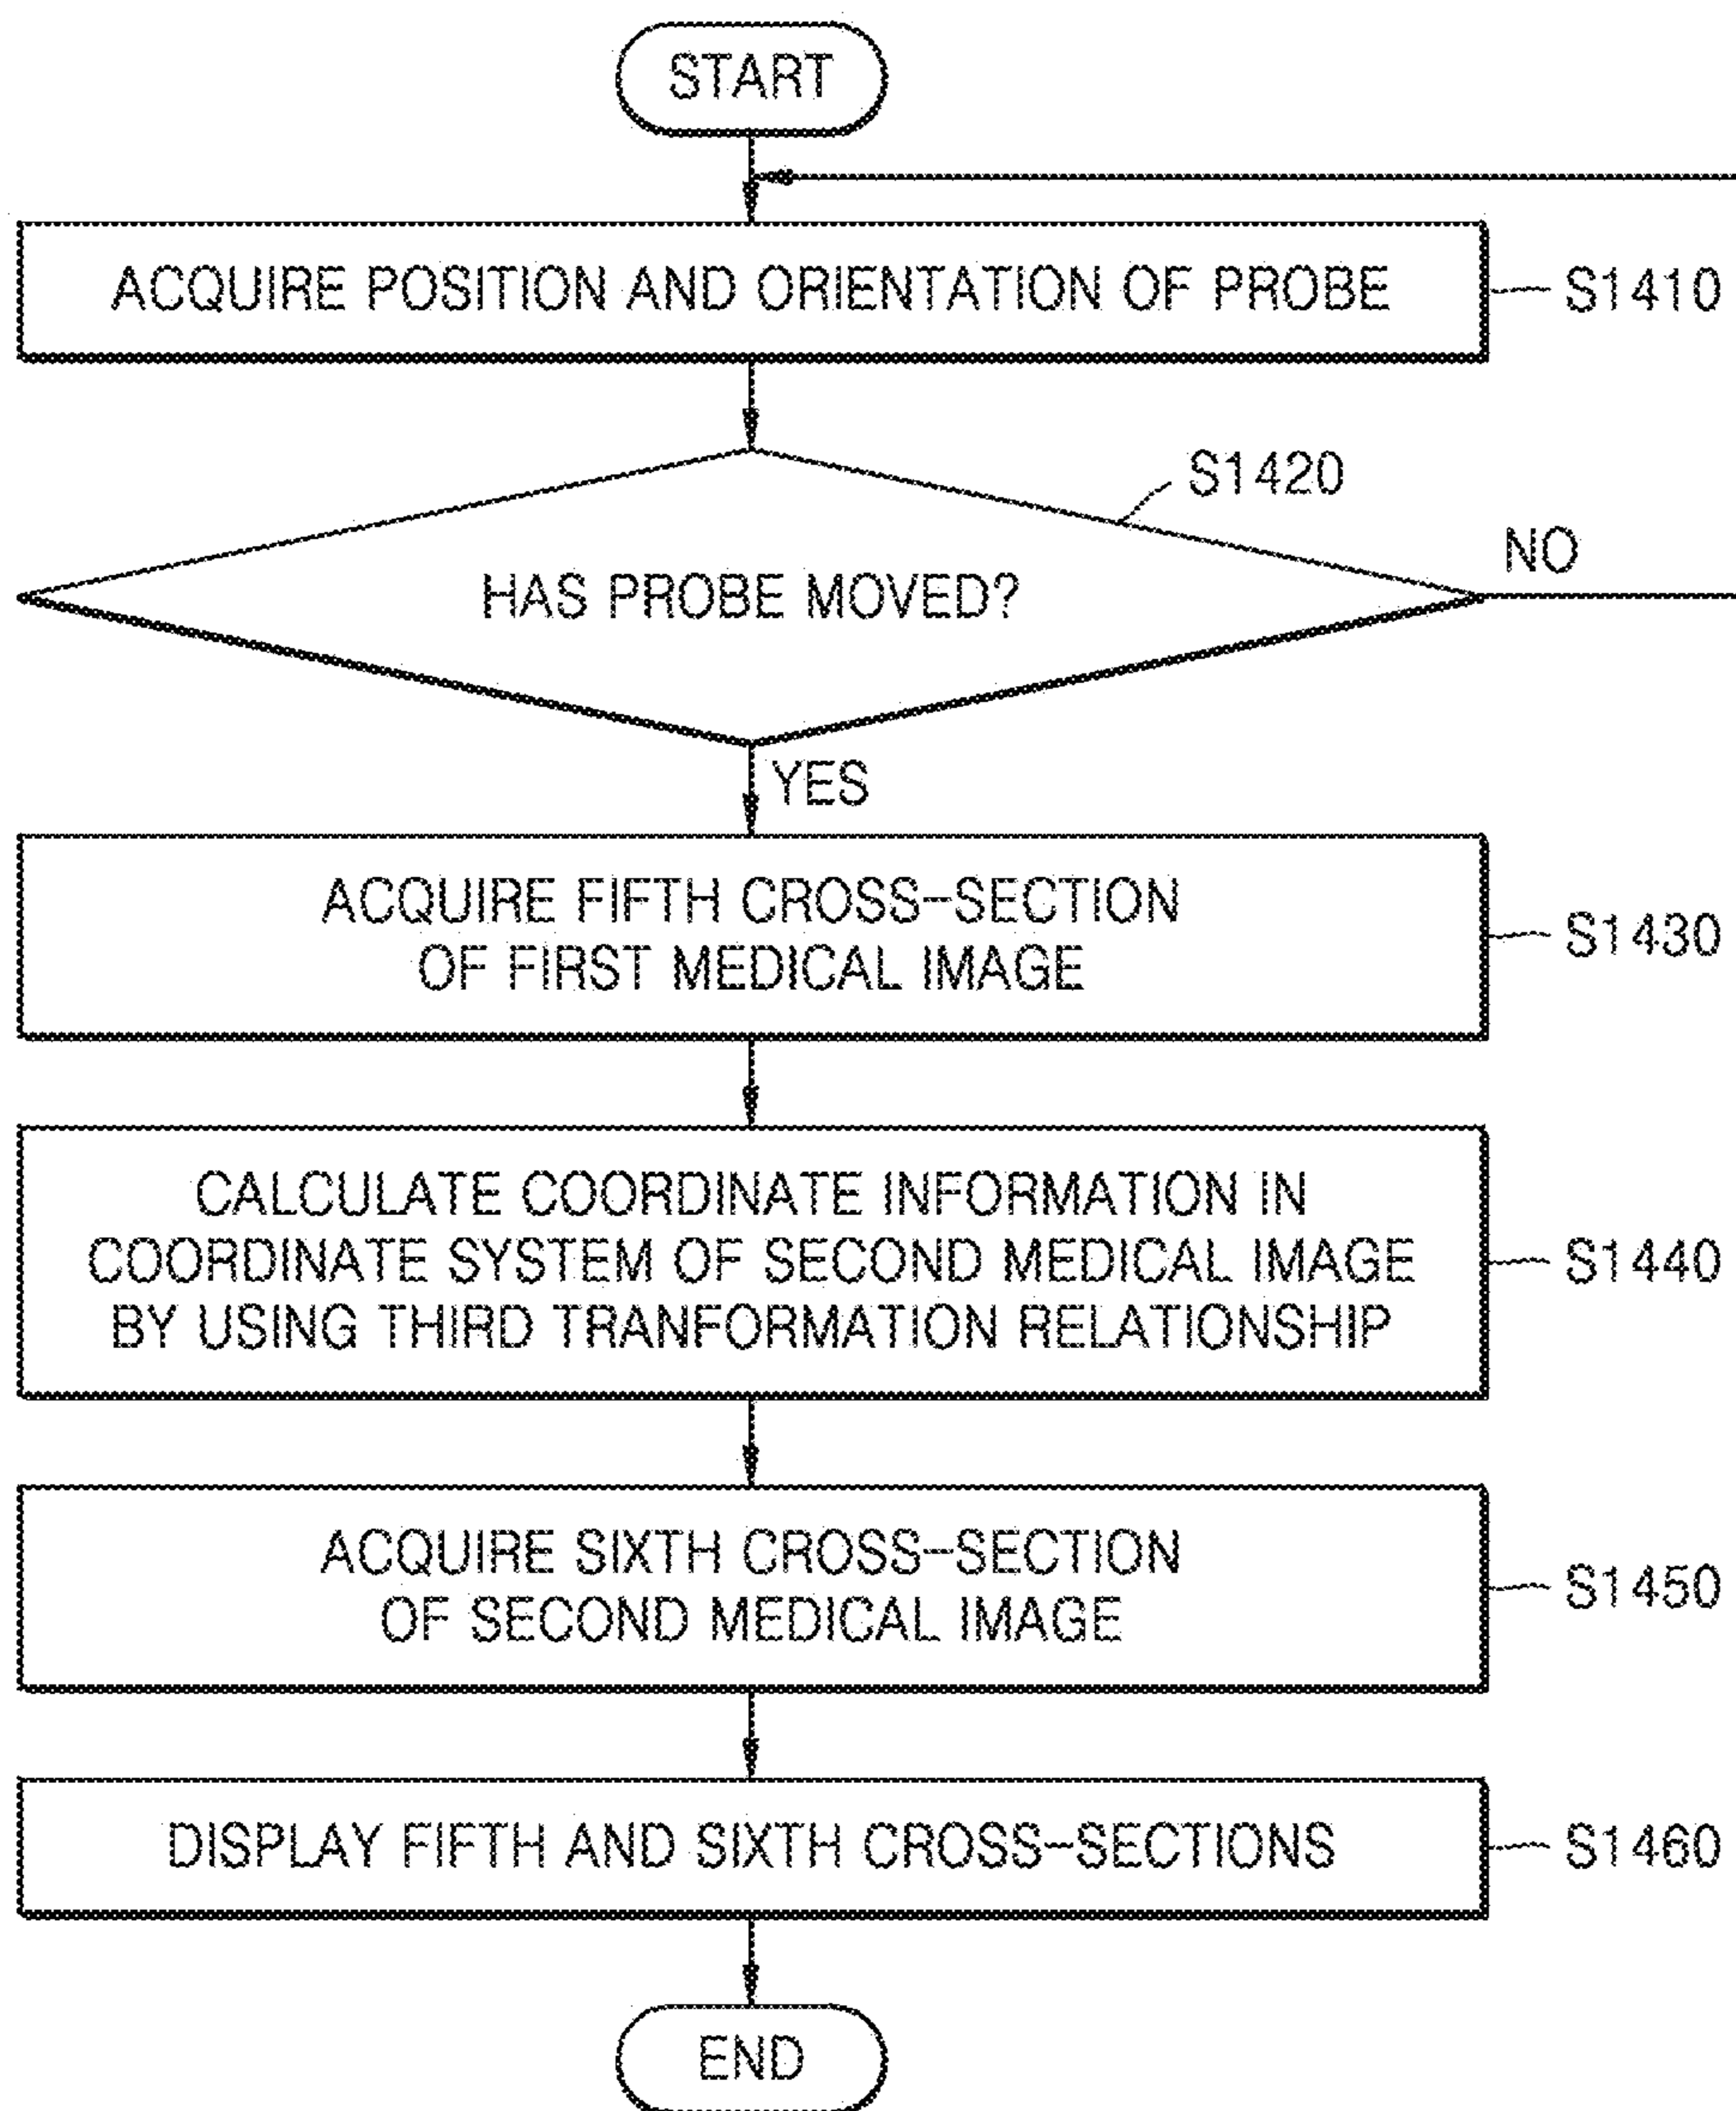 START
ACQUIRE POSITION AND ORIENTATION OF PROBE
S1410
S1420
HAS PROBE MOVED?
NO
YES
ACQUIRE FIFTH CROSS-SECTION
OF FIRST MEDICAL IMAGE
S1430
CALCULATE COORDINATE INFORMATION IN
COORDINATE SYSTEM OF SECOND MEDICAL IMAGE
BY USING THIRD TRANFORMATION RELATIONSHIP
S1440
ACQUIRE SIXTH CROSS-SECTION
OF SECOND MEDICAL IMAGE
S1450
DISPLAY FIFTH AND SIXTH CROSS-SECTIONS
S1460
END